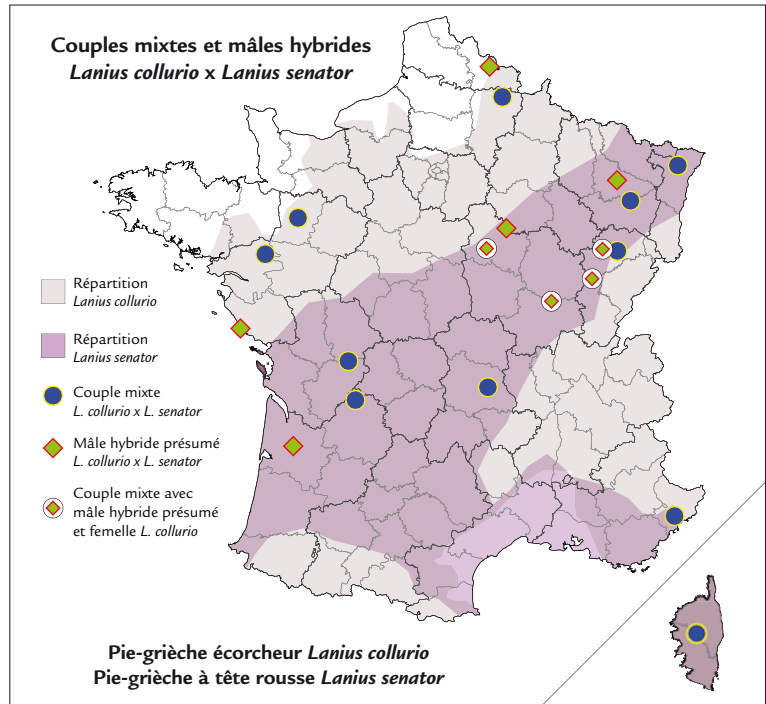 Couples mixtes et mâles hybrides
Lanius collurio x Lanius senator
Répartition
Lanius collurio
Répartition
Lanius senator
Couple mixte
L. collurio x L. senator
Mâle hybride présumé
L. collurio x L. senator
Couple mixte avec
mâle hybride présumé
et femelle L. collurio
Pie-grièche écorcheur Lanius collurio
Pie-grièche à tête rousse Lanius senator